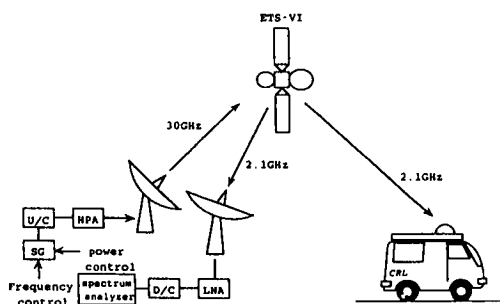 ETS-VI
30GHz
2.1GHz
2.1GHz
U/C
HPA
SG
power
control
Frequency
control
spectrum
analyzer
D/C
LNA
CRL